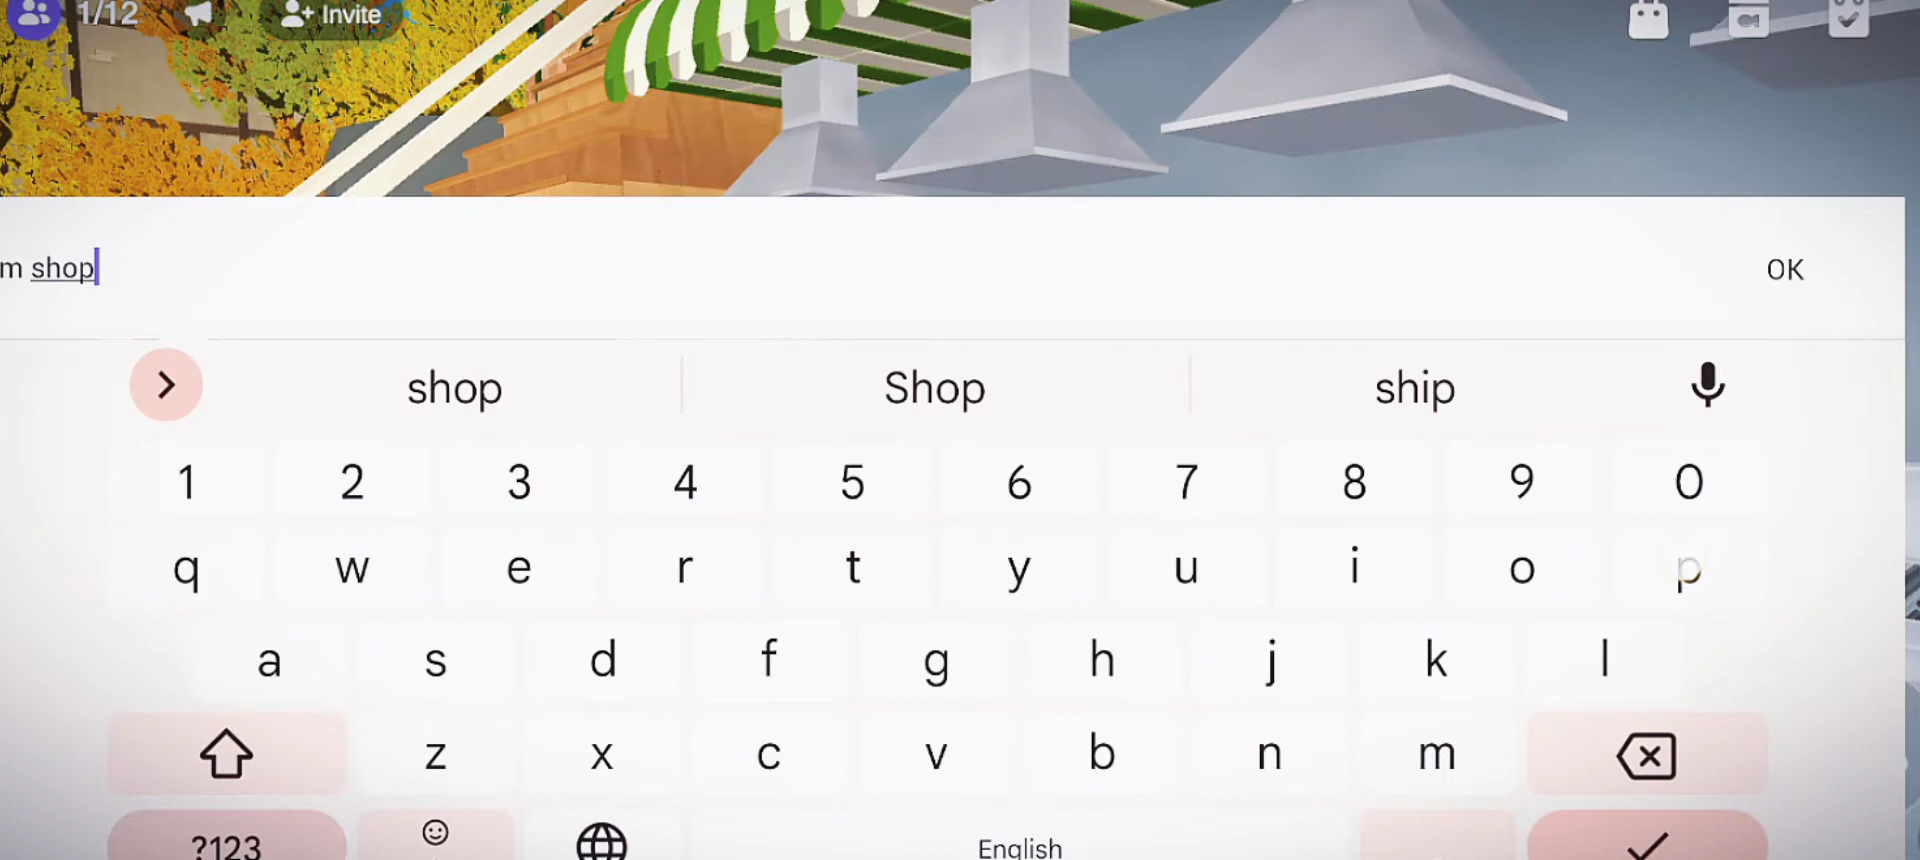 1/12 Invite
m shop
OK
shop Shop ship
1 2 3 4 5 6 7 8 9 0
q w e r t y u i o p
a s d f g h j k l
z x c v b n m
?123 English